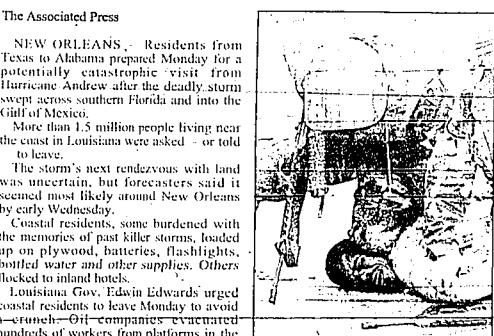 The Associated Press
NEW ORLEANS - Residents from
Texas to Alabama prepared Monday for a
potentially catastrophic visit from
Hurricane Andrew after the deadly storm
swept across southern Florida and into the
Gulf of Mexico.
More than 1.5 million people living near
the coast in Louisiana were asked - or told
to leave.
The storm's next rendezvous with land
was uncertain, but forecasters said it
seemed most likely around New Orleans
by early Wednesday.
Coastal residents, some burdened with
the memories of past killer storms, loaded
up on plywood, batteries, flashlights,
bottled water and other supplies. Others
flocked to inland hotels.
Louisiana Gov. Edwin Edwards urged
coastal residents to leave Monday to avoid
a crunch. Oil companies evacuated
hundreds of workers from platforms in the